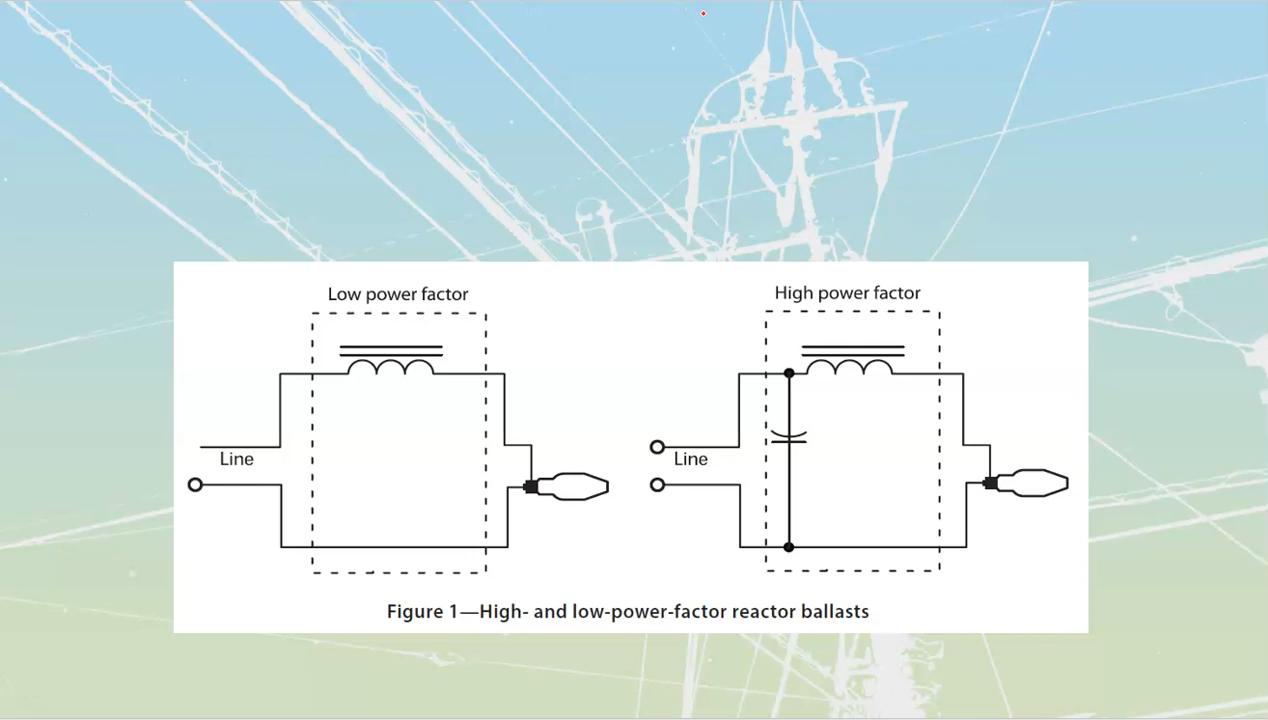 Low power factor
High power factor
Line
Line
Figure 1—High- and low-power-factor reactor ballasts